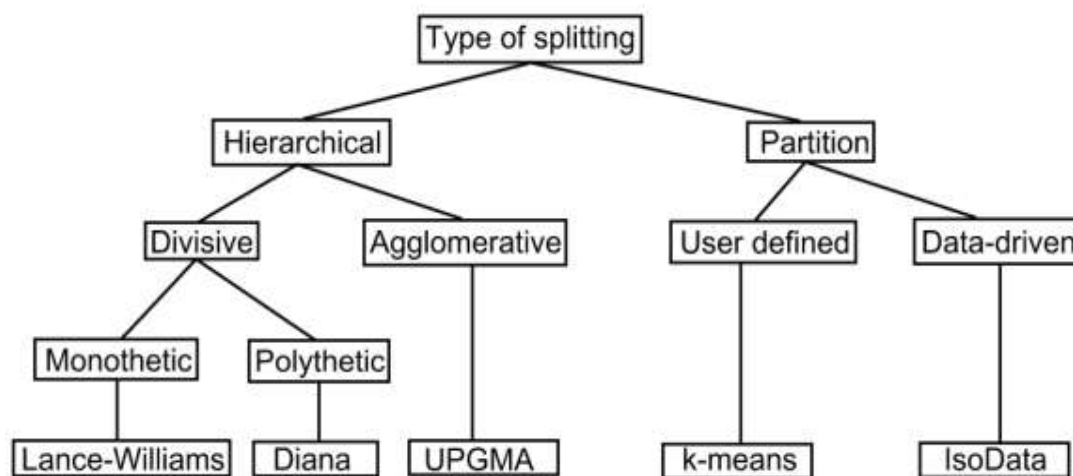 Type of splitting
Hierarchical
Partition
Divisive
Agglomerative
User defined
Data-driven
Monothetic
Polythetic
Lance-Williams
Diana
UPGMA
k-means
IsoData